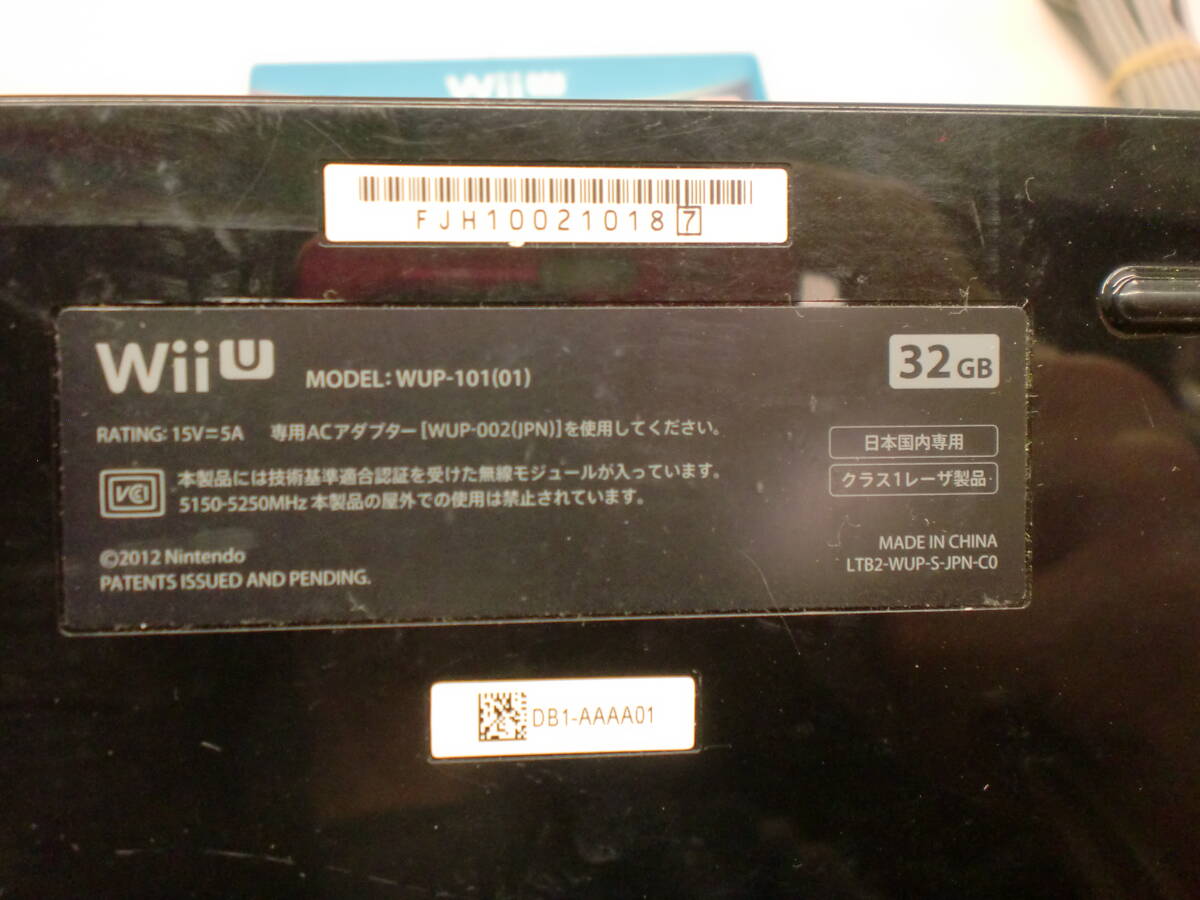 Wii U
FJH100210187
Wii U MODEL: WUP-101(01) 32GB
RATING: 15V⎓5A 専用ACアダプター[WUP-002(JPN)]を使用してください。
日本国内専用
VCCI 本製品には技術基準適合認証を受けた無線モジュールが入っています。
5150-5250MHz 本製品の屋外での使用は禁止されています。
クラス1レーザ製品
©2012 Nintendo
PATENTS ISSUED AND PENDING.
MADE IN CHINA
LTB2-WUP-S-JPN-C0
DB1-AAAA01